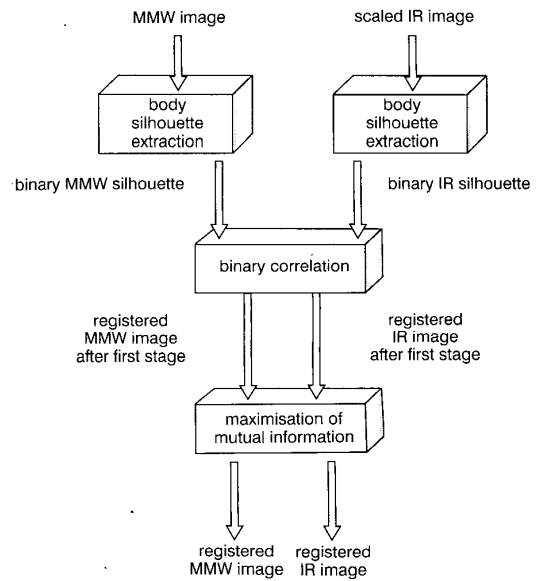 MMW image
scaled IR image
body
silhouette
extraction
body
silhouette
extraction
binary MMW silhouette
binary IR silhouette
binary correlation
registered
MMW image
after first stage
registered
IR image
after first stage
maximisation of
mutual information
registered
MMW image
registered
IR image